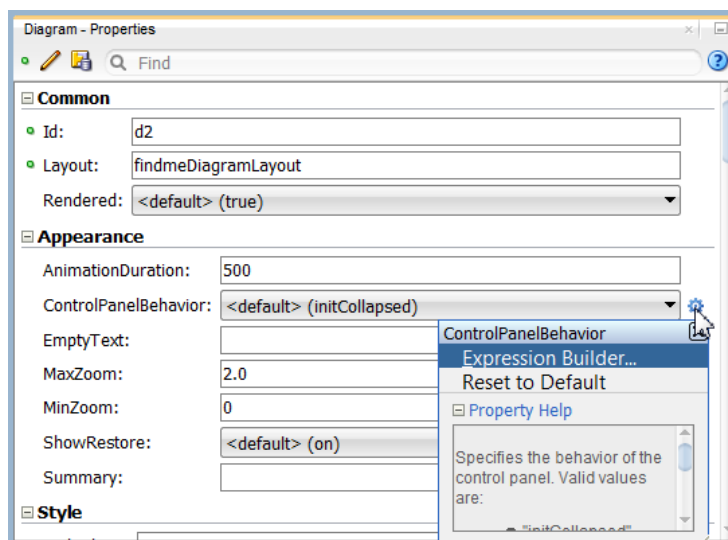 Diagram - Properties
Find
Common
Id: d2
Layout: findmeDiagramLayout
Rendered: <default> (true)
Appearance
AnimationDuration: 500
ControlPanelBehavior: <default> (initCollapsed)
EmptyText:
MaxZoom: 2.0
MinZoom: 0
ShowRestore: <default> (on)
Summary:
Style
ControlPanelBehavior
Expression Builder...
Reset to Default
Property Help
Specifies the behavior of the
control panel. Valid values
are:
"initCollapsed"